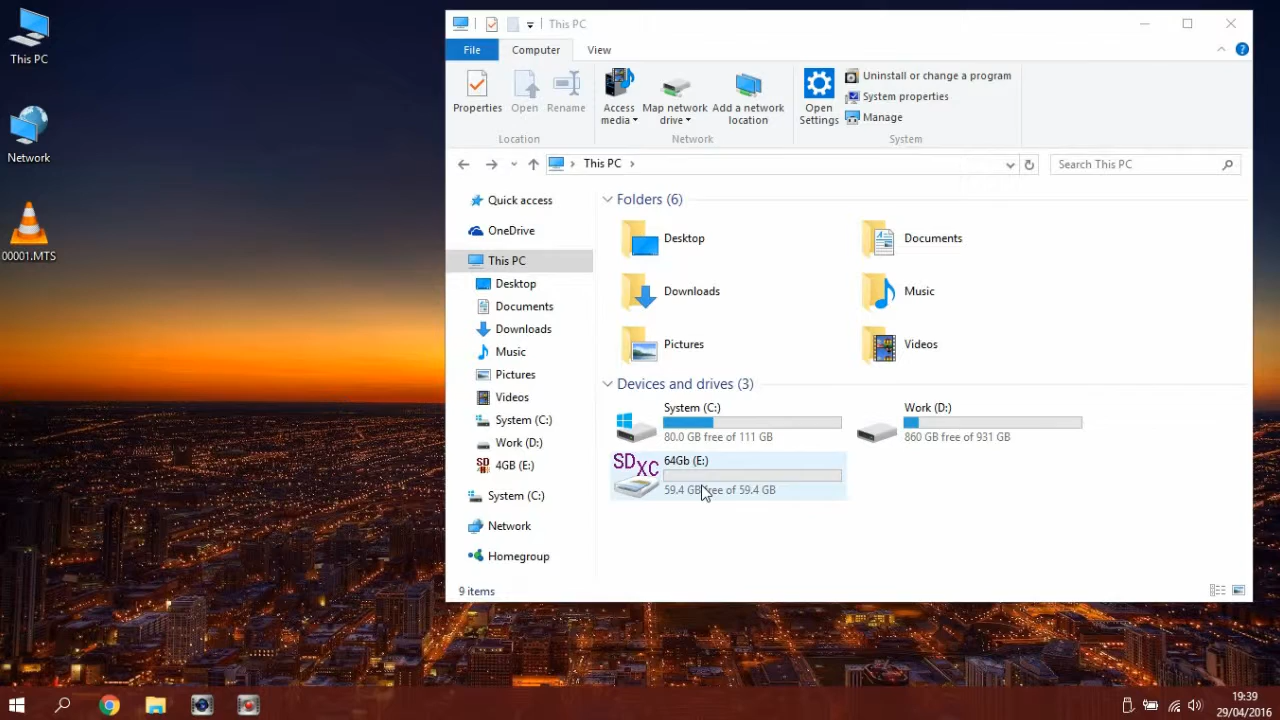 This PC
Network
00001.MTS
This PC
File Computer View
Properties
Open
Rename
Location
Access media
Map network drive
Add a network location
Network
Open Settings
Uninstall or change a program
System properties
Manage
System
This PC
Search This PC
Quick access
OneDrive
This PC
Desktop
Documents
Downloads
Music
Pictures
Videos
System (C:)
Work (D:)
SD
4GB (E:)
System (C:)
Network
Homegroup
Folders (6)
Desktop
Documents
Downloads
Music
Pictures
Videos
Devices and drives (3)
System (C:)
80.0 GB free of 111 GB
Work (D:)
860 GB free of 931 GB
SDXC
64Gb (E:)
59.4 GB free of 59.4 GB
9 items
19:39
29/04/2016